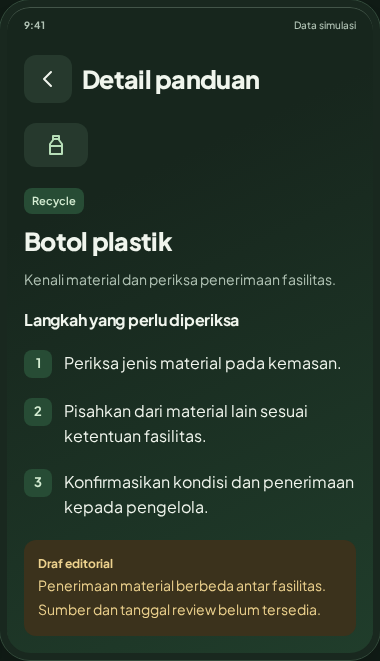 9:41
Data simulasi
Detail panduan
Recycle
Botol plastik
Kenali material dan periksa penerimaan fasilitas.
Langkah yang perlu diperiksa
1 Periksa jenis material pada kemasan.
2 Pisahkan dari material lain sesuai
ketentuan fasilitas.
3 Konfirmasikan kondisi dan penerimaan
kepada pengelola.
Draf editorial
Penerimaan material berbeda antar fasilitas.
Sumber dan tanggal review belum tersedia.